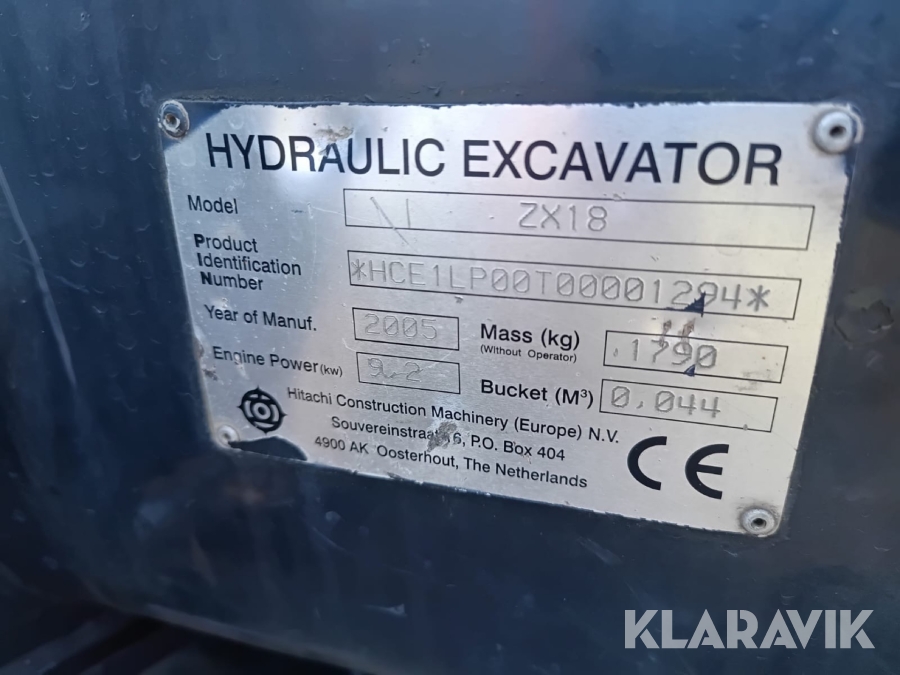 HYDRAULIC EXCAVATOR
Model ZX18
Product
Identification
Number *HCE1LP00T00001294*
Year of Manuf. 2005 Mass (kg) 1790
(Without Operator)
Engine Power (kw) 9.2 Bucket (M³) 0,044
Hitachi Construction Machinery (Europe) N.V.
6, P.O. Box 404
4900 AK Oosterhout, The Netherlands
CE
KLARAVIK